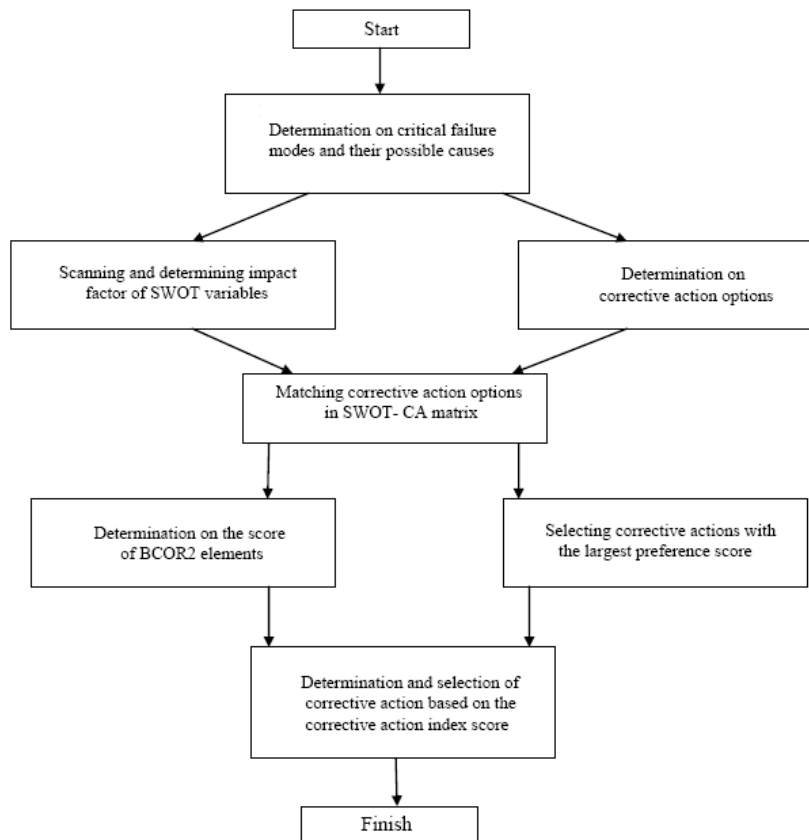 Start
Determination on critical failure
modes and their possible causes
Scanning and determining impact
factor of SWOT variables
Determination on
corrective action options
Matching corrective action options
in SWOT- CA matrix
Determination on the score
of BCOR2 elements
Selecting corrective actions with
the largest preference score
Determination and selection of
corrective action based on the
corrective action index score
Finish